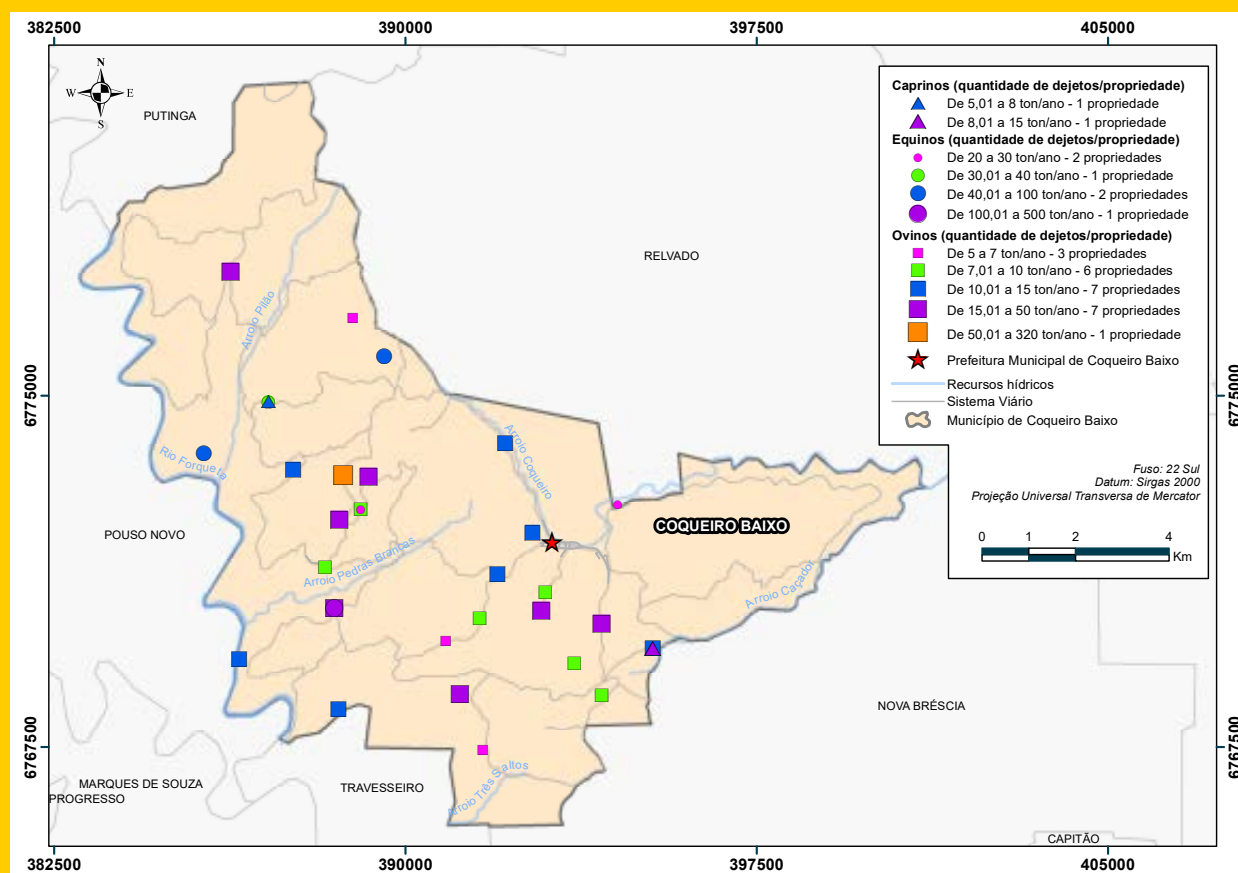 382500 390000 397500 405000
N
W E
S
PUTINGA
RELVADO
Caprinos (quantidade de dejetos/propriedade)
De 5,01 a 8 ton/ano - 1 propriedade
De 8,01 a 15 ton/ano - 1 propriedade
Equinos (quantidade de dejetos/propriedade)
De 20 a 30 ton/ano - 2 propriedades
De 30,01 a 40 ton/ano - 1 propriedade
De 40,01 a 100 ton/ano - 2 propriedades
De 100,01 a 500 ton/ano - 1 propriedade
Ovinos (quantidade de dejetos/propriedade)
De 5 a 7 ton/ano - 3 propriedades
De 7,01 a 10 ton/ano - 6 propriedades
De 10,01 a 15 ton/ano - 7 propriedades
De 15,01 a 50 ton/ano - 7 propriedades
De 50,01 a 320 ton/ano - 1 propriedade
Prefeitura Municipal de Coqueiro Baixo
Recursos hídricos
Sistema Viário
Município de Coqueiro Baixo
Fuso: 22 Sul
Datum: Sirgas 2000
Projeção Universal Transversa de Mercator
0 1 2 4
Km
6775000 6775000
Arroio Pilão
Arroio Coqueiro
Rio Forqueta
POUSO NOVO
COQUEIRO BAIXO
Arroio Pedras Brancas
Arroio Caçador
NOVA BRÉSCIA
6767500 6767500
MARQUES DE SOUZA
PROGRESSO
TRAVESSEIRO
Arroio Três Saltos
CAPITÃO
382500 390000 397500 405000